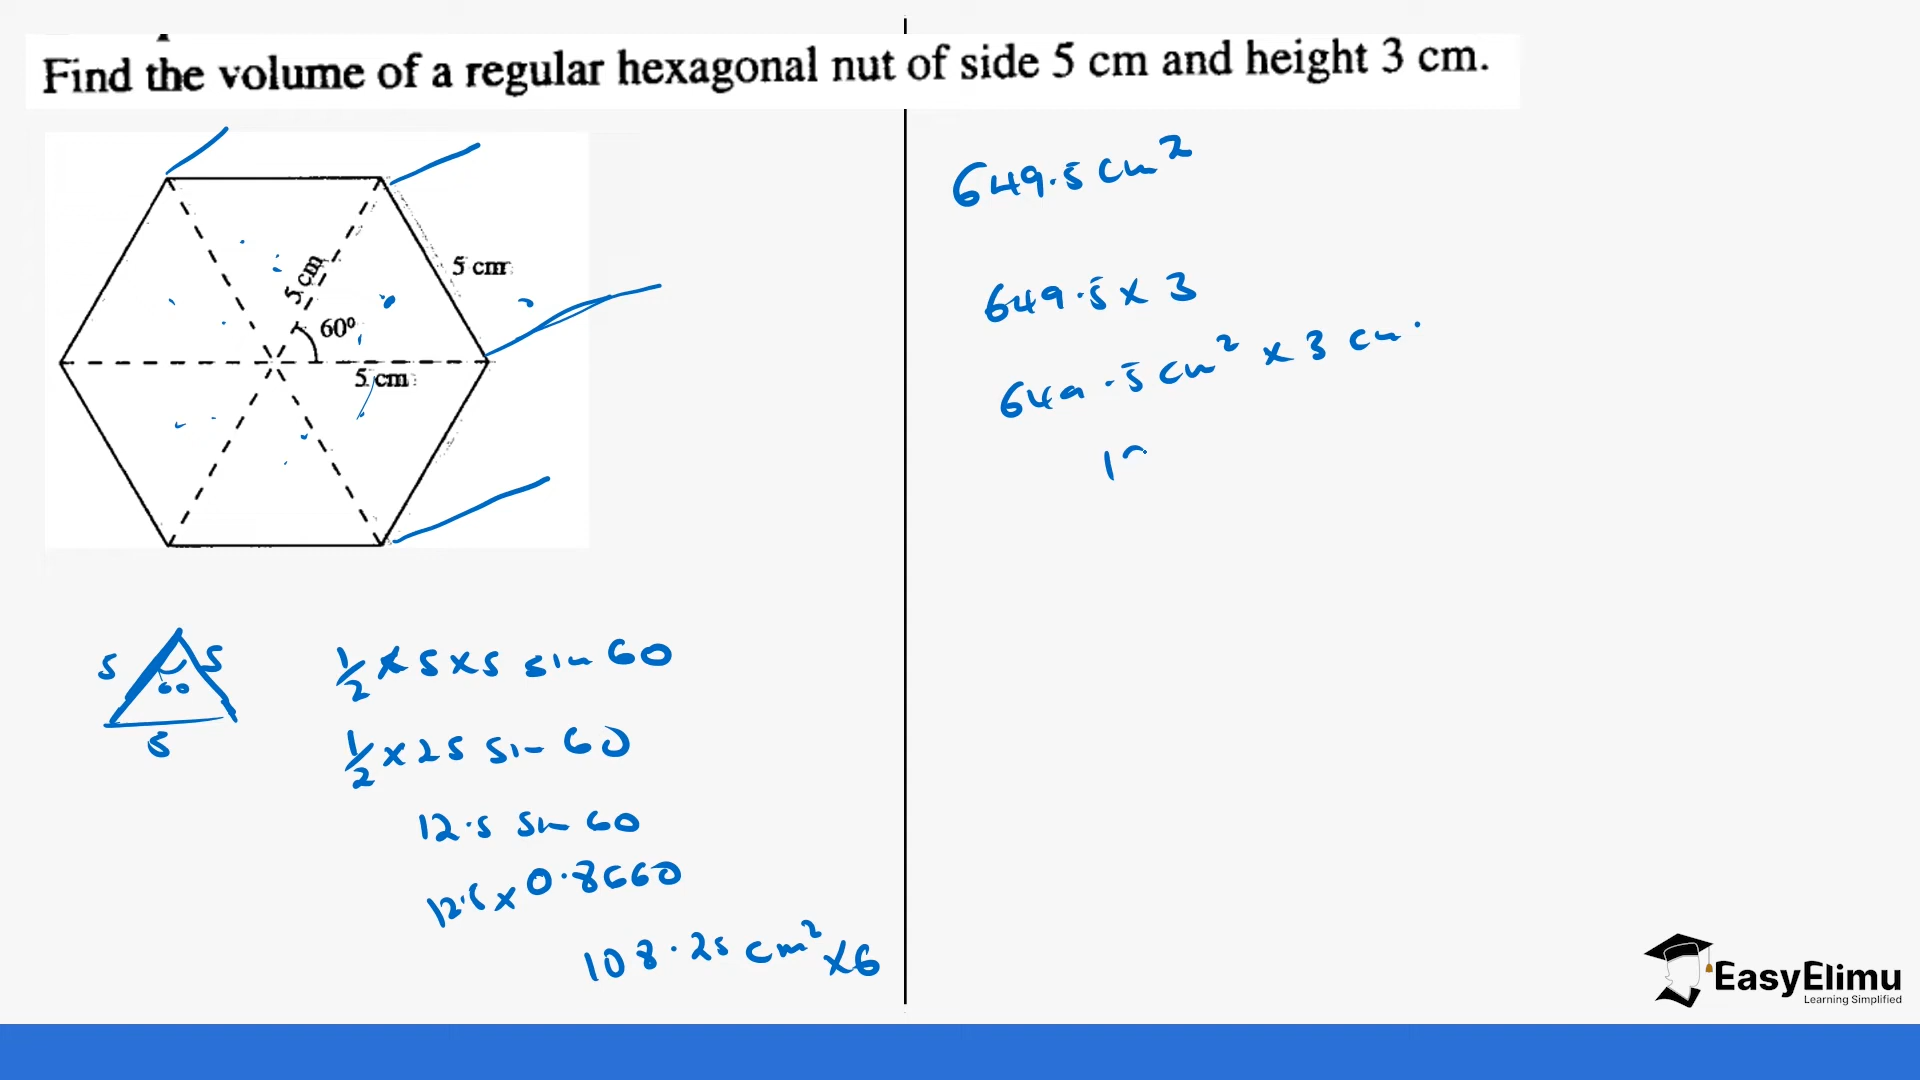 Find the volume of a regular hexagonal nut of side 5 cm and height 3 cm.
5 cm
5 cm
60°
5 cm
5
5
60
5
1/2 × 5 × 5 sin 60
1/2 × 25 sin 60
12.5 sin 60
12.5 × 0.8660
108.25 cm² × 6
649.5 cm²
649.5 × 3
649.5 cm² × 3 cm.
1
EasyElimu
Learning Simplified